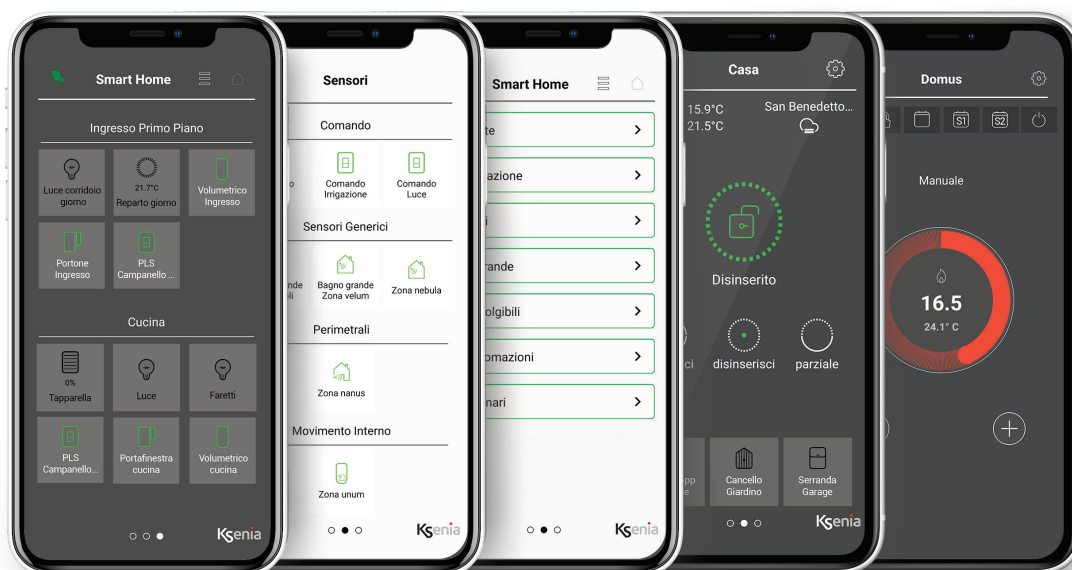 Smart Home
Ingresso Primo Piano
Luce corridoio
giorno
21.7°C
Reparto giorno
Volumetrico
Ingresso
Portone
Ingresso
PLS
Campanello ...
Cucina
0%
Tapparella
Luce
Faretti
PLS
Campanello...
Portafinestra
cucina
Volumetrico
cucina
Ksenia
Sensori
Comando
Comando
Irrigazione
Comando
Luce
Sensori Generici
Bagno grande
Zona velum
Zona nebula
Perimetrali
Zona nanus
Movimento Interno
Zona unum
Ksenia
Smart Home
Ksenia
Casa
15.9°C
21.5°C
San Benedetto...
Disinserito
disinserisci
parziale
Cancello
Giardino
Serranda
Garage
Ksenia
Domus
S1
S2
Manuale
16.5
24.1° C